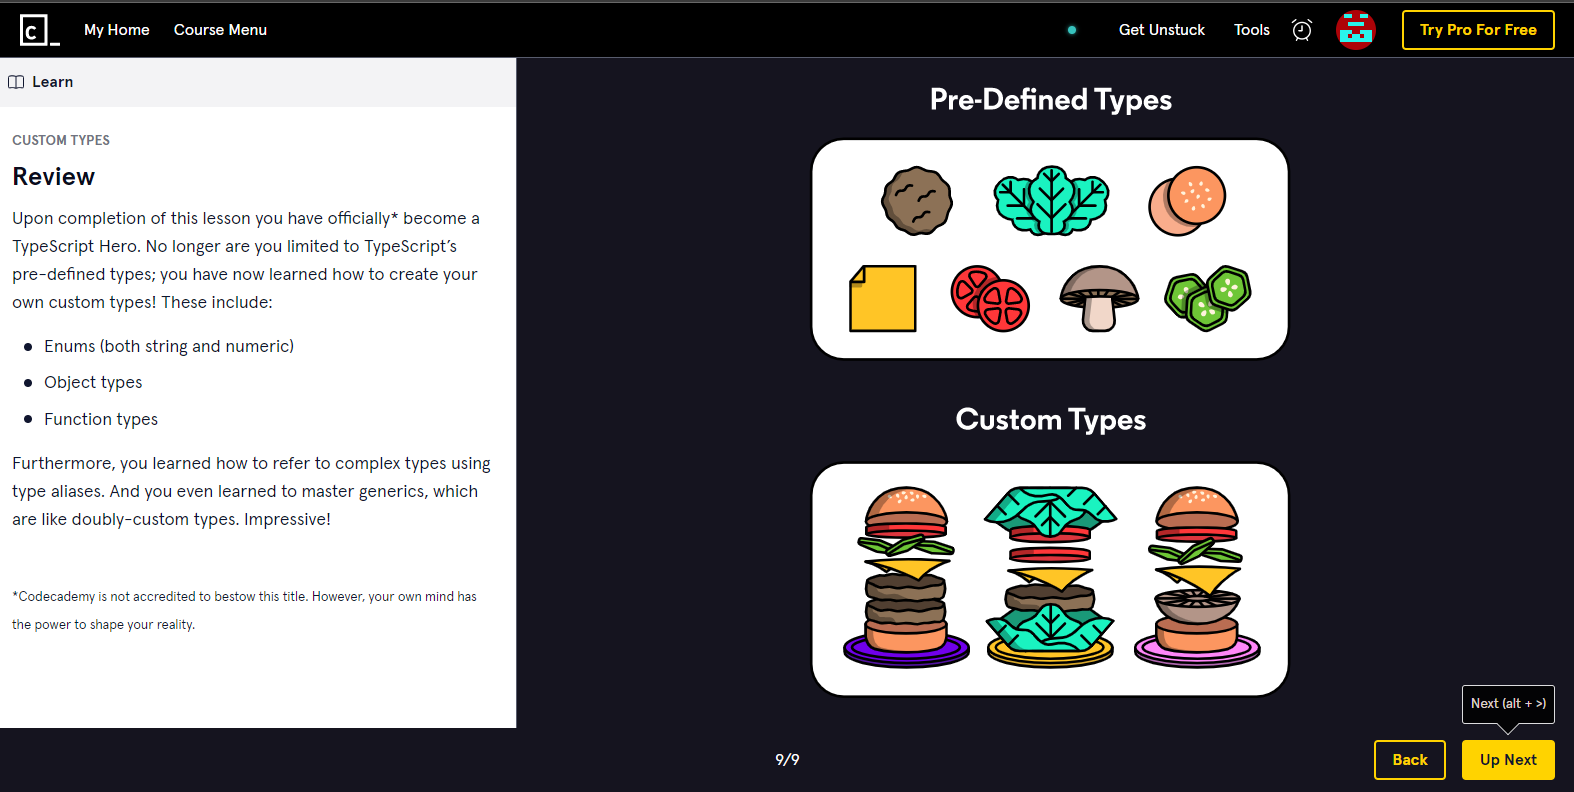 C_
My Home
Course Menu
Get Unstuck
Tools
Try Pro For Free
Learn
CUSTOM TYPES
Review
Upon completion of this lesson you have officially* become a
TypeScript Hero. No longer are you limited to TypeScript’s
pre-defined types; you have now learned how to create your
own custom types! These include:
Enums (both string and numeric)
Object types
Function types
Furthermore, you learned how to refer to complex types using
type aliases. And you even learned to master generics, which
are like doubly-custom types. Impressive!
*Codecademy is not accredited to bestow this title. However, your own mind has
the power to shape your reality.
Pre-Defined Types
Custom Types
Next (alt + >)
9/9
Back
Up Next